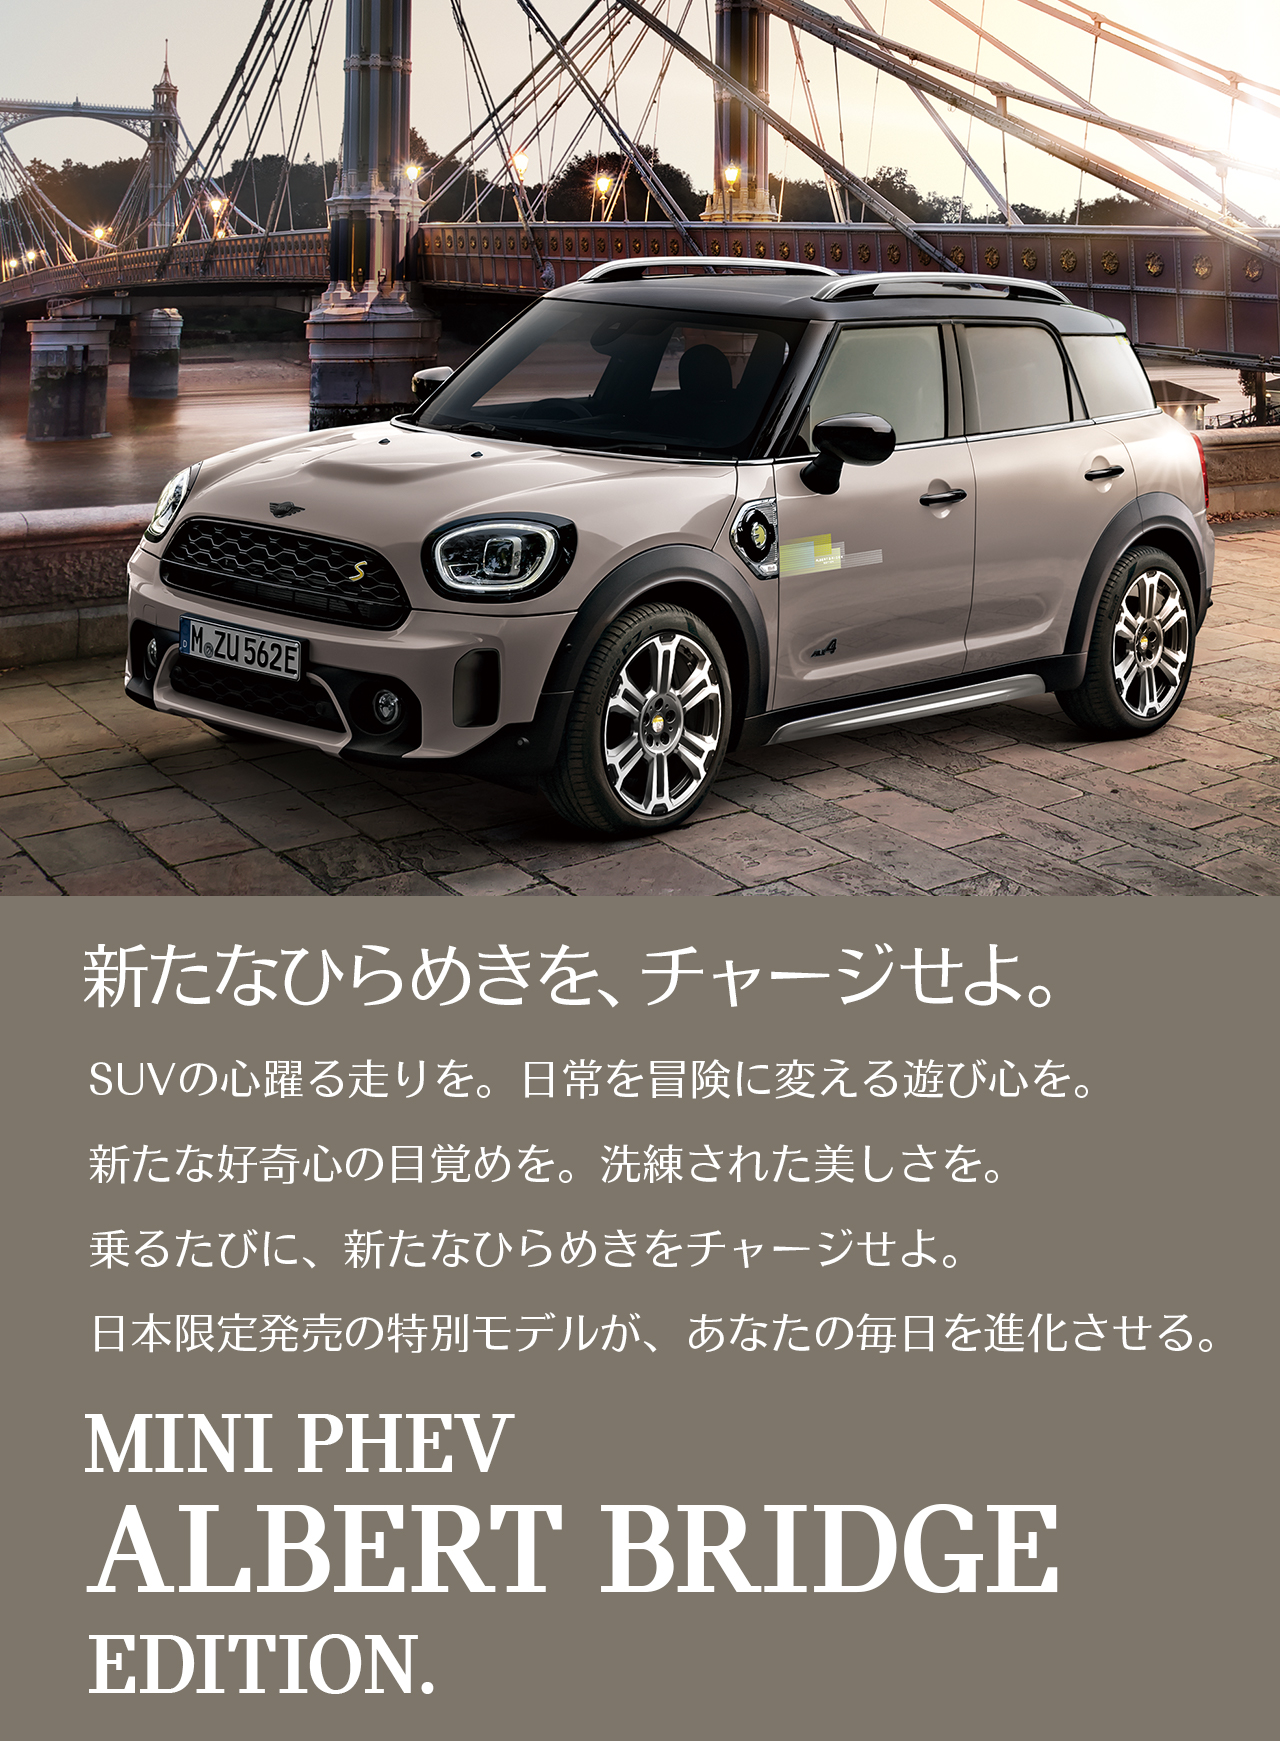 S
M ZU 562E
D
ALL4
新たなひらめきを、チャージせよ。
SUVの心躍る走りを。日常を冒険に変える遊び心を。
新たな好奇心の目覚めを。洗練された美しさを。
乗るたびに、新たなひらめきをチャージせよ。
日本限定発売の特別モデルが、あなたの毎日を進化させる。
MINI PHEV
ALBERT BRIDGE
EDITION.